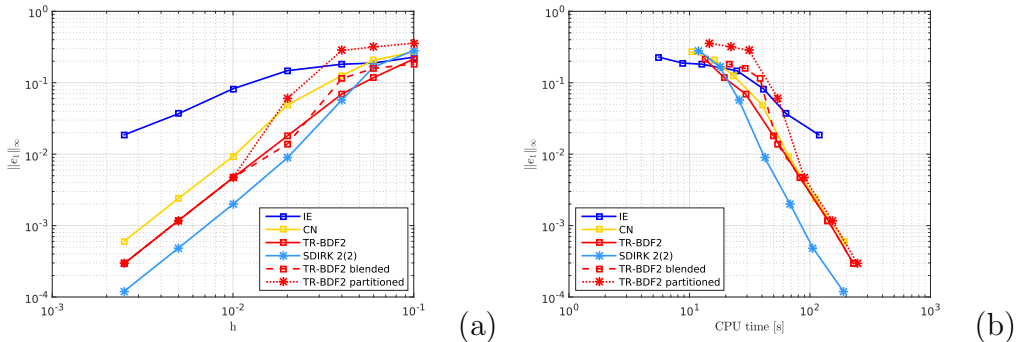 10^0
10^-1
10^-2
10^-3
10^-4
||e_1||_∞
IE
CN
TR-BDF2
SDIRK 2(2)
TR-BDF2 blended
TR-BDF2 partitioned
10^-3
10^-2
10^-1
h
(a)
10^0
10^-1
10^-2
10^-3
10^-4
||e_1||_∞
IE
CN
TR-BDF2
SDIRK 2(2)
TR-BDF2 blended
TR-BDF2 partitioned
10^0
10^1
10^2
10^3
CPU time [s]
(b)